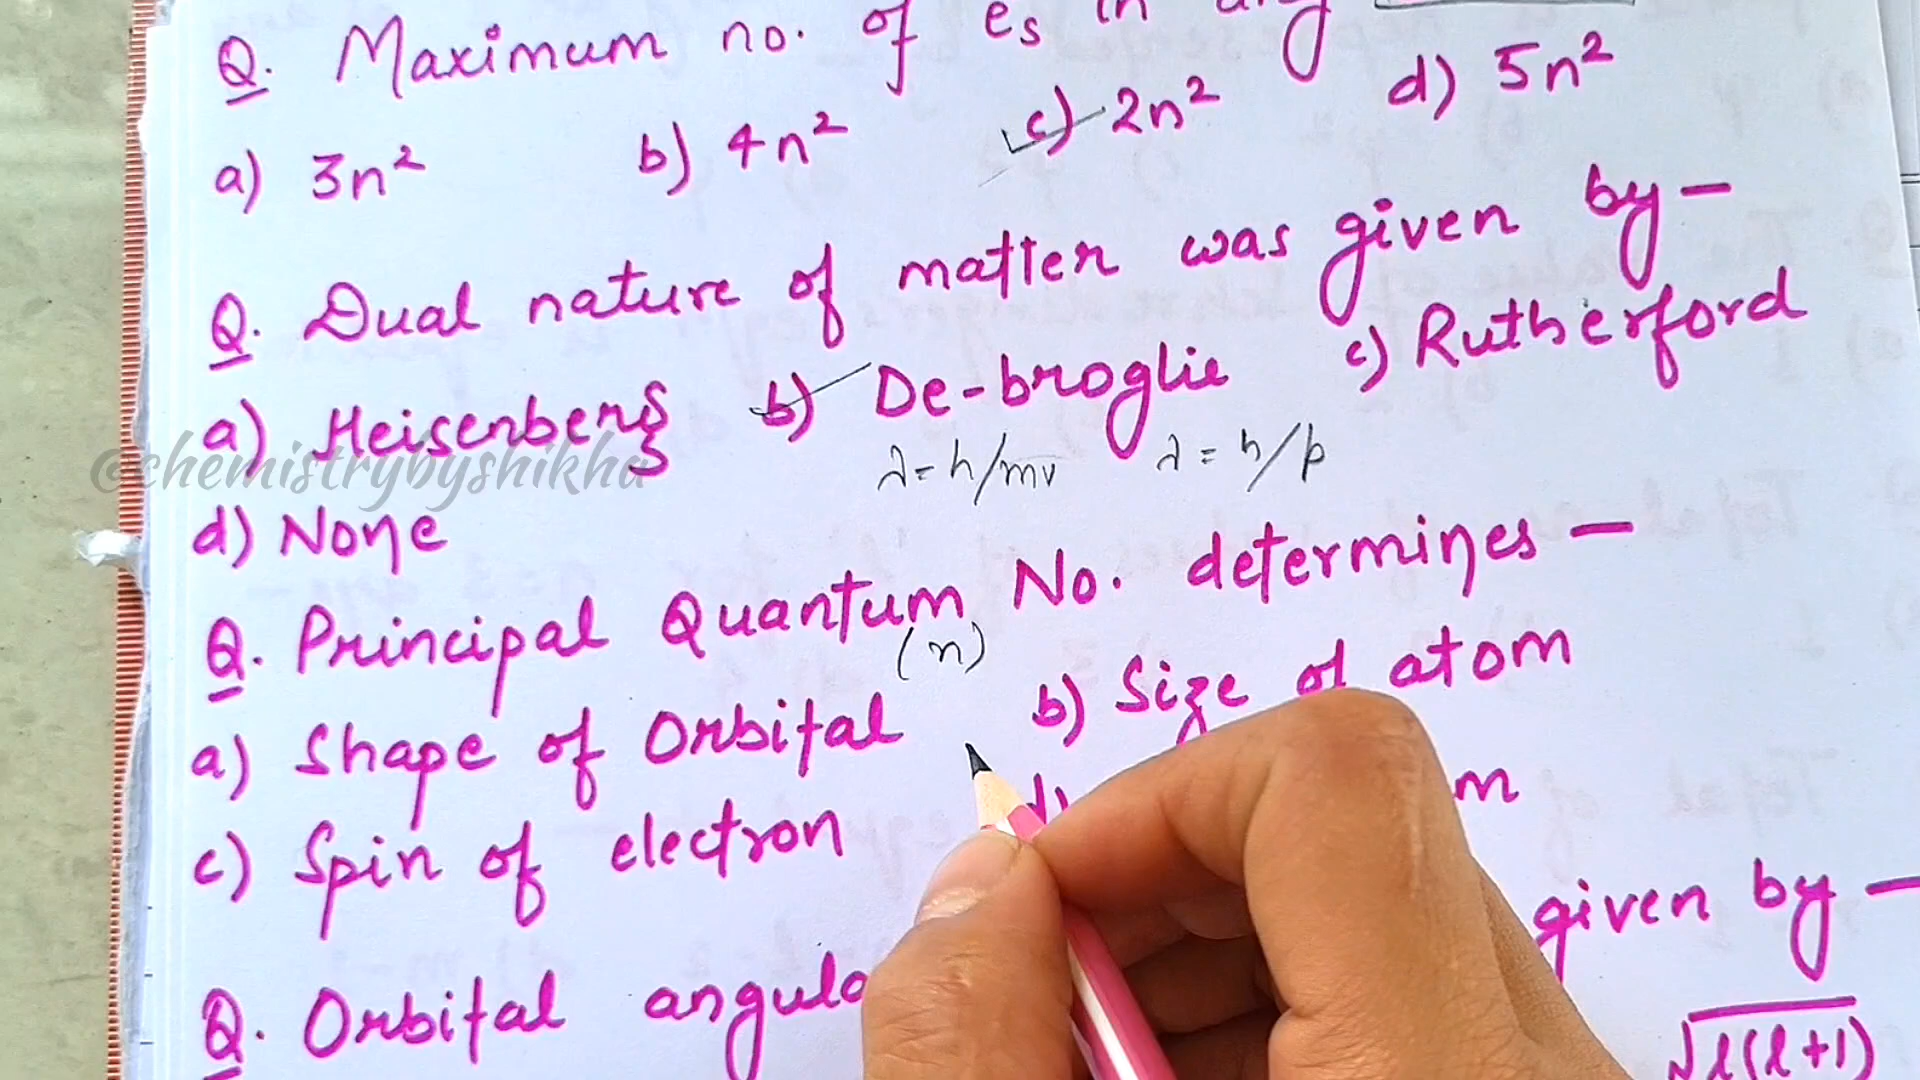 Q. Maximum no. of es in any
a) 3n² b) 4n² c) 2n² d) 5n²
Q. Dual nature of matter was given by –
a) Heisenberg b) De-broglie c) Rutherford
@chemistrybyshikha
λ = h/mv λ = h/p
d) None
Q. Principal Quantum No. determines –
(n)
a) Shape of Orbital b) Size of atom
c) Spin of electron d)
Q. Orbital given by –
√l(l+1)